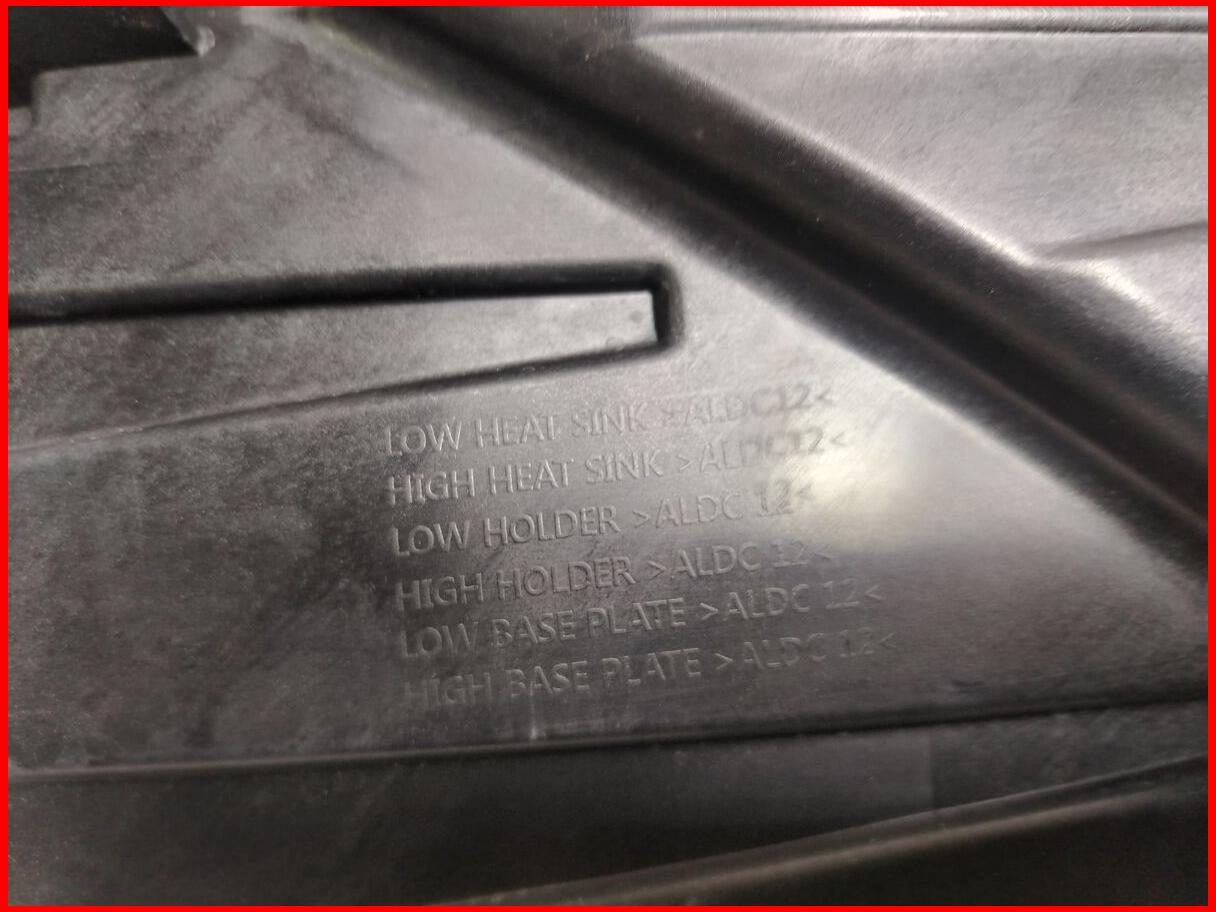 LOW HEAT SINK >ALDC12<
HIGH HEAT SINK >ALDC12<
LOW HOLDER >ALDC 12<
HIGH HOLDER >ALDC 12<
LOW BASE PLATE >ALDC 12<
HIGH BASE PLATE >ALDC 12<